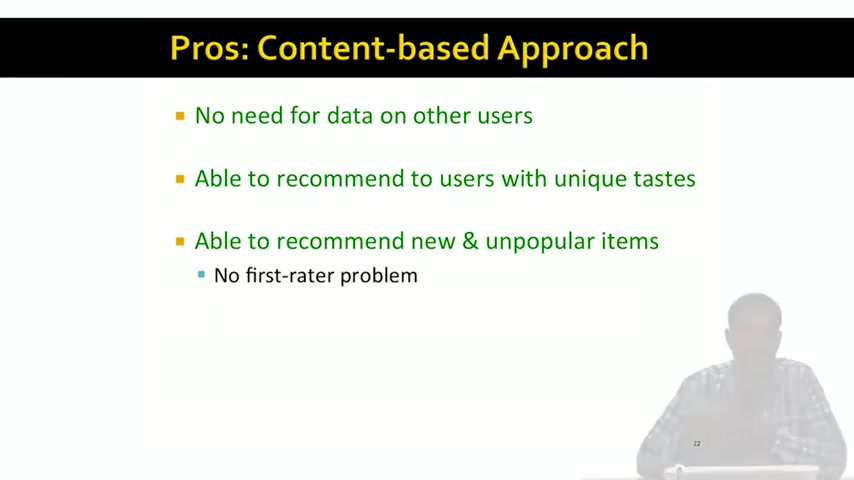 Pros: Content-based Approach
No need for data on other users
Able to recommend to users with unique tastes
Able to recommend new & unpopular items
No first-rater problem
22